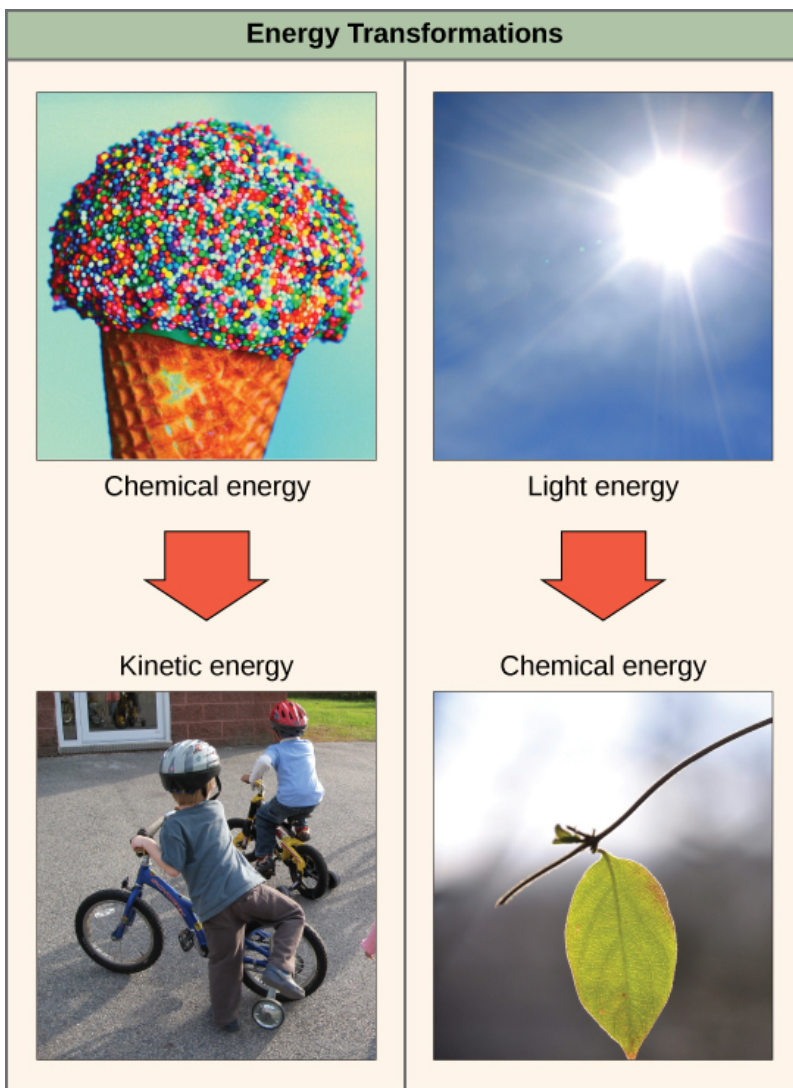 Energy Transformations
Chemical energy
Kinetic energy
Light energy
Chemical energy